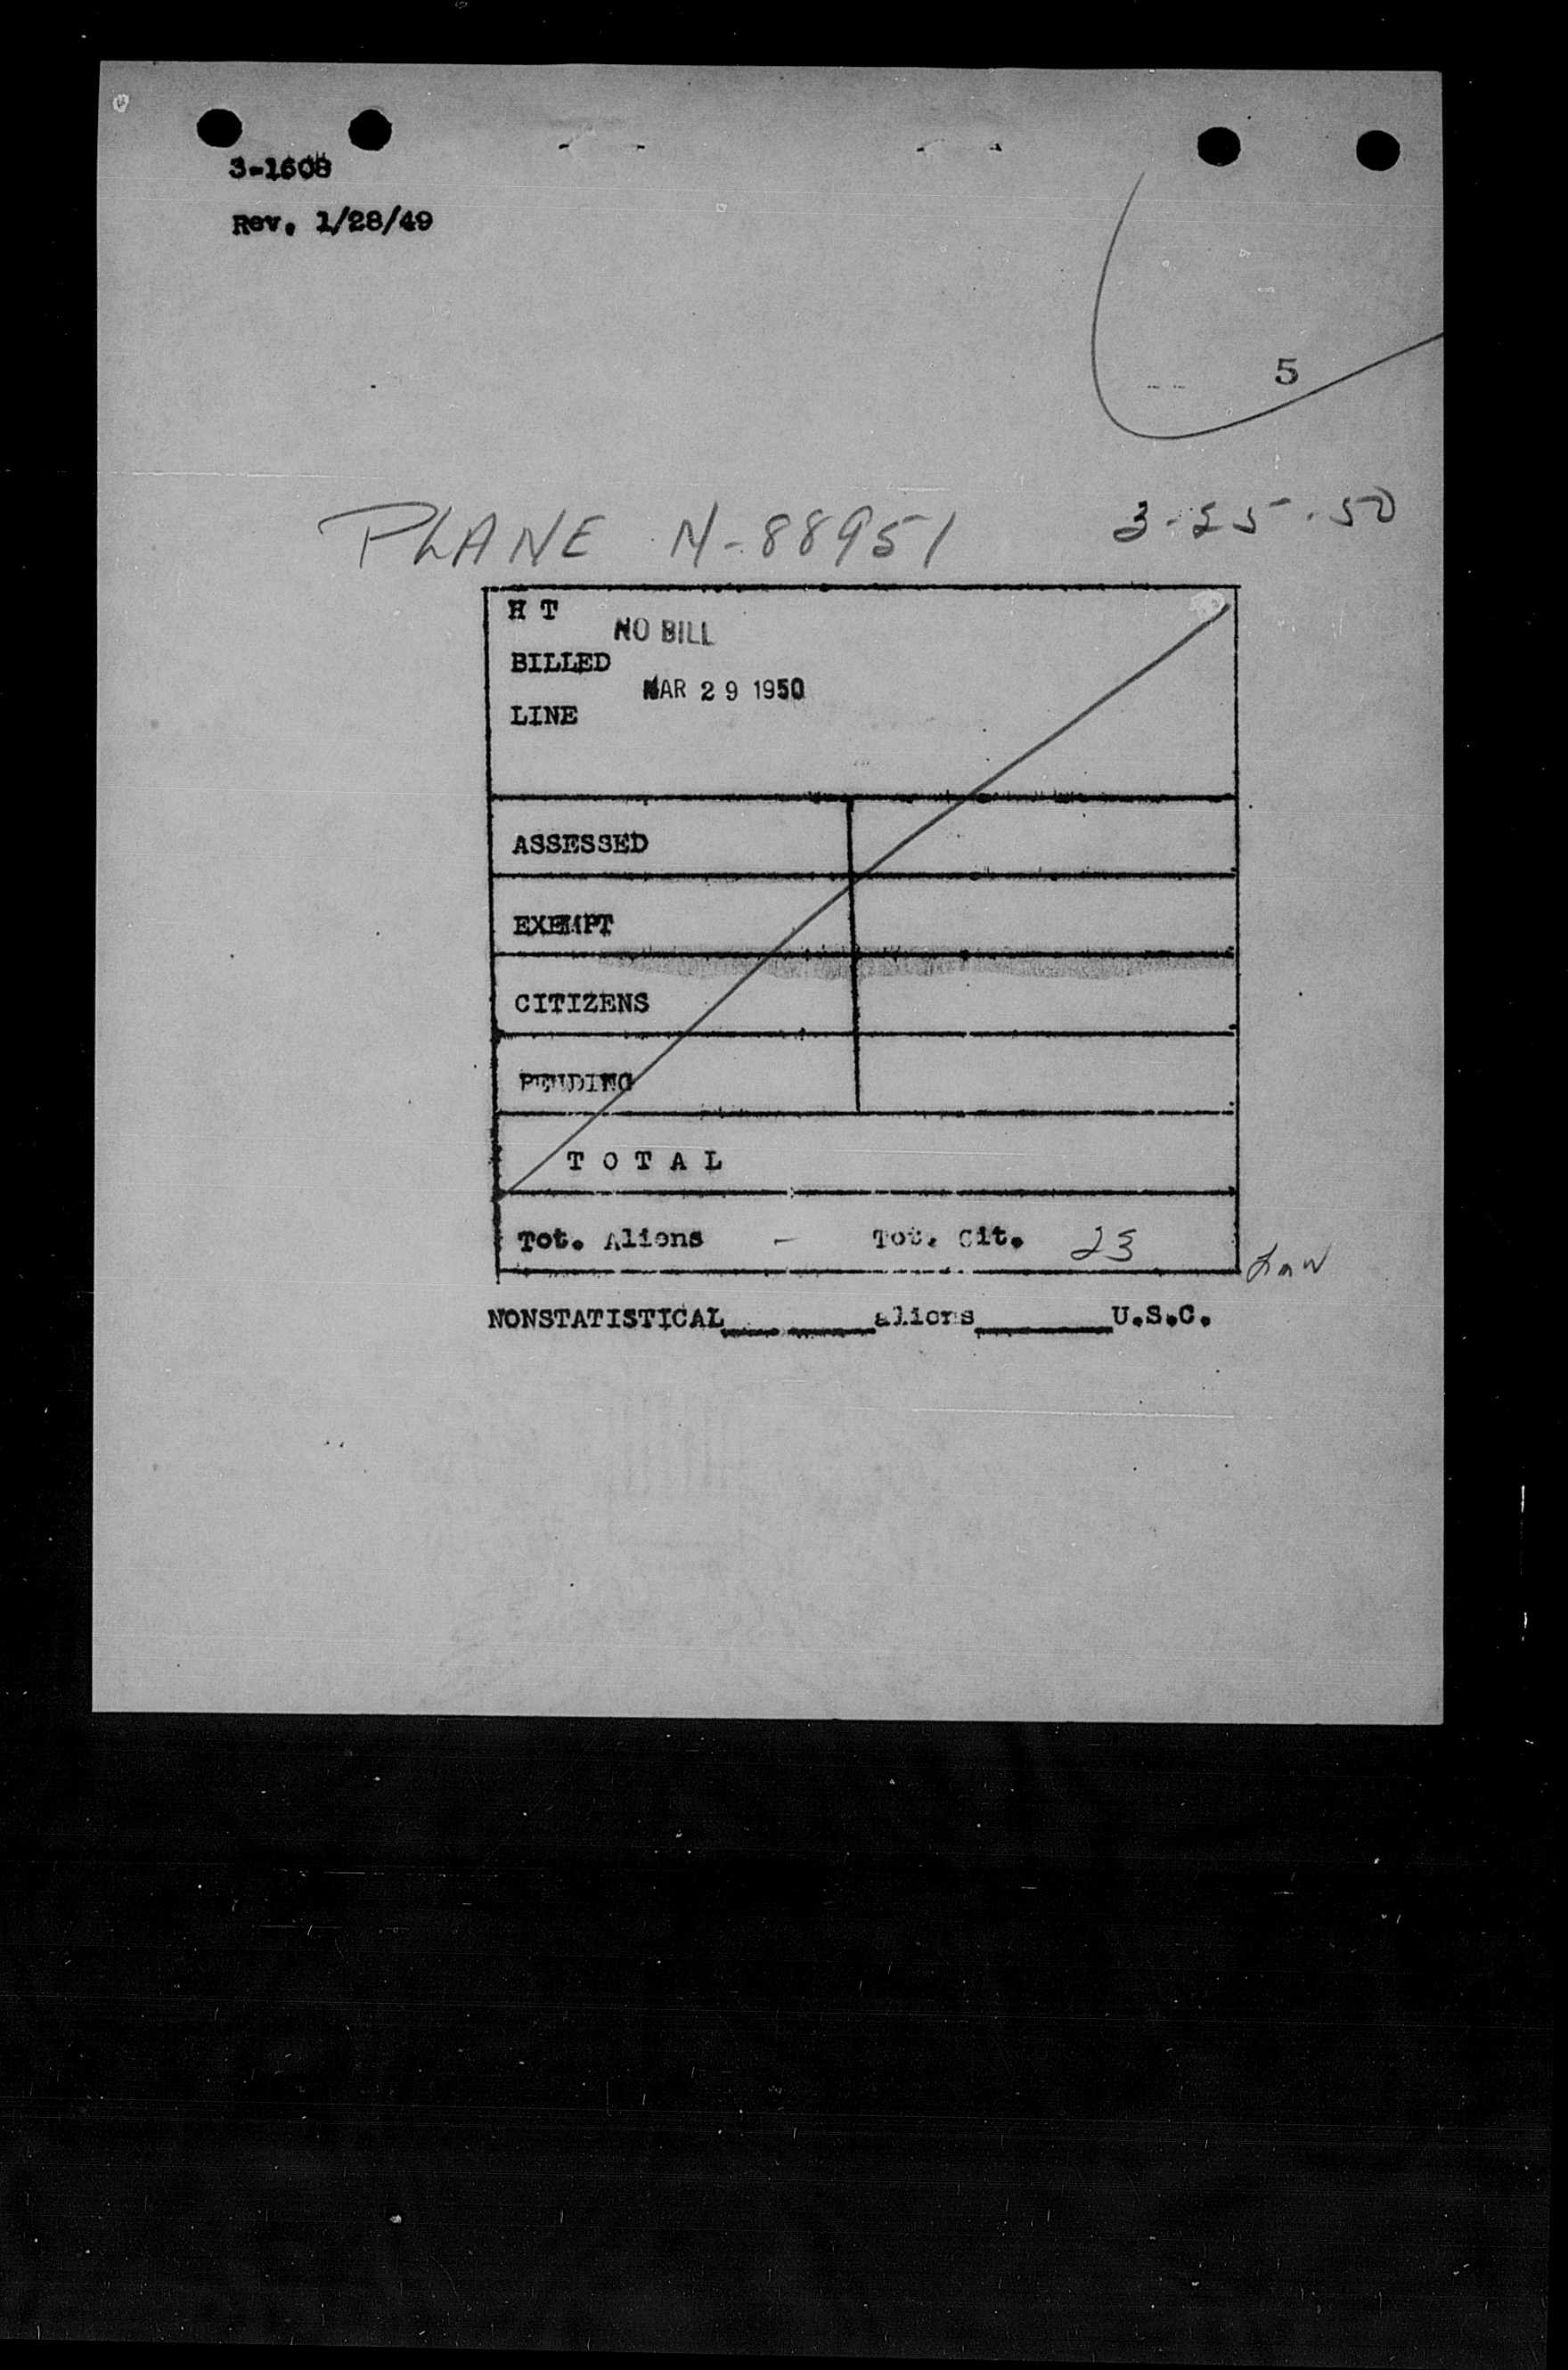 3-1608
Rev. 1/28/49
5
PLANE N-88951 3-25-50
H T
NO BILL
BILLED
MAR 29 1950
LINE
ASSESSED
EXEMPT
CITIZENS
PENDING
T O T A L
Tot. Aliens - Tot. Cit. 23
NONSTATISTICAL aliens U.S.C.